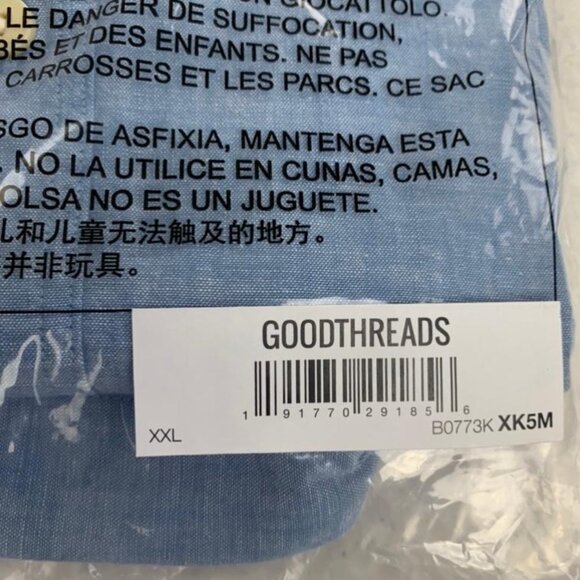 GIOCATTOLO.
LE DANGER DE SUFFOCATION,
BÉS ET DES ENFANTS. NE PAS
CARROSSES ET LES PARCS. CE SAC
SGO DE ASFIXIA, MANTENGA ESTA
. NO LA UTILICE EN CUNAS, CAMAS,
OLSA NO ES UN JUGUETE.
儿和儿童无法触及的地方。
并非玩具。
GOODTHREADS
1 91770 29185 6
XXL
B0773K XK5M